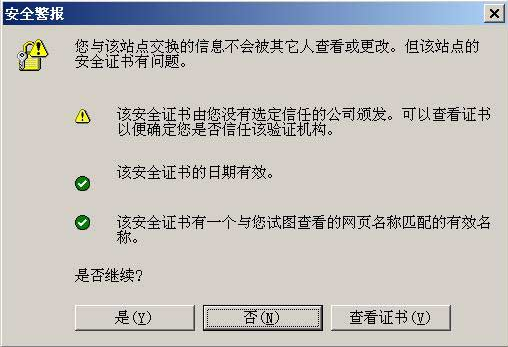 安全警报
您与该站点交换的信息不会被其它人查看或更改。但该站点的
安全证书有问题。
该安全证书由您没有选定信任的公司颁发。可以查看证书
以便确定您是否信任该验证机构。
该安全证书的日期有效。
该安全证书有一个与您试图查看的网页名称匹配的有效名
称。
是否继续?
是(Y) 否(N) 查看证书(V)